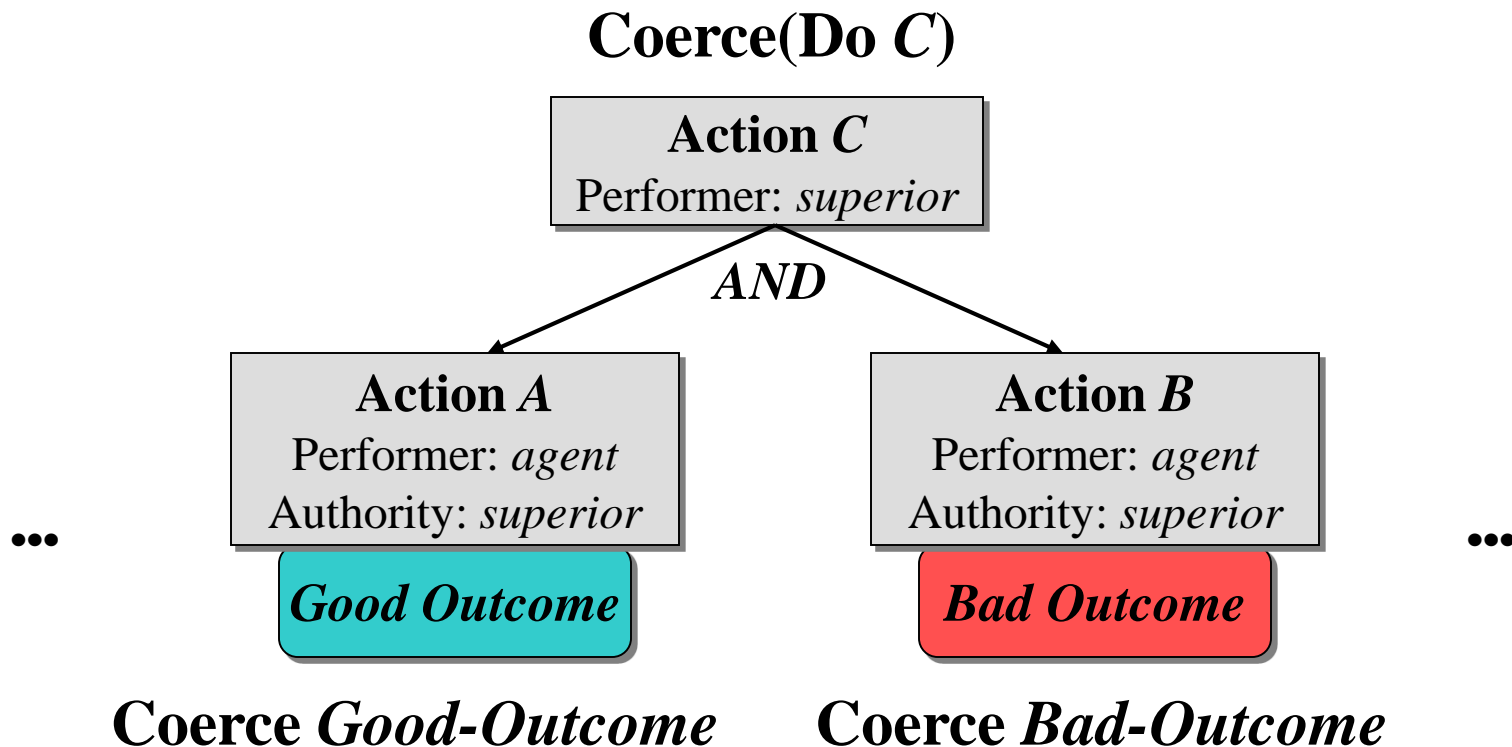 Coerce(Do C)
Action C
Performer: superior
AND
Action A
Performer: agent
Authority: superior
Action B
Performer: agent
Authority: superior
•••
•••
Good Outcome
Bad Outcome
Coerce Good-Outcome
Coerce Bad-Outcome